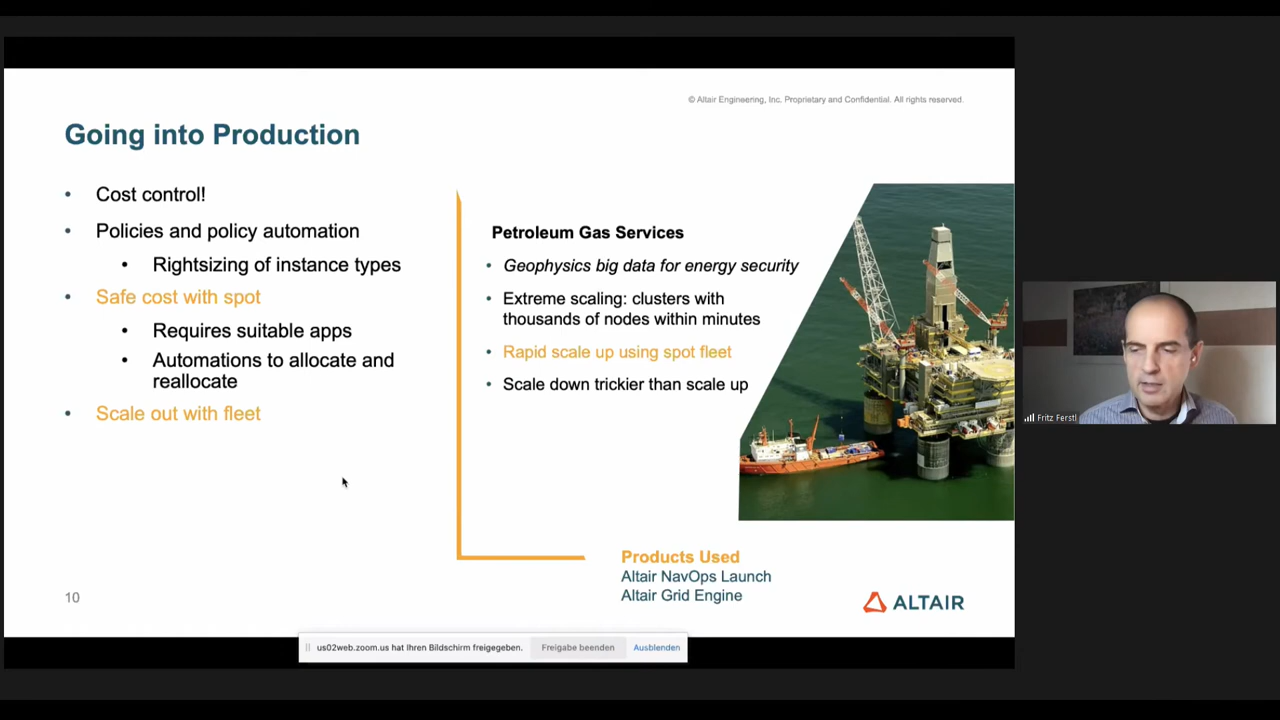 © Altair Engineering, Inc. Proprietary and Confidential. All rights reserved.
Going into Production
• Cost control!
• Policies and policy automation
• Rightsizing of instance types
• Safe cost with spot
• Requires suitable apps
• Automations to allocate and
reallocate
• Scale out with fleet
Petroleum Gas Services
• Geophysics big data for energy security
• Extreme scaling: clusters with
thousands of nodes within minutes
• Rapid scale up using spot fleet
• Scale down trickier than scale up
Products Used
Altair NavOps Launch
Altair Grid Engine
10
ALTAIR
us02web.zoom.us hat Ihren Bildschirm freigegeben.
Freigabe beenden
Ausblenden
Fritz Ferstl